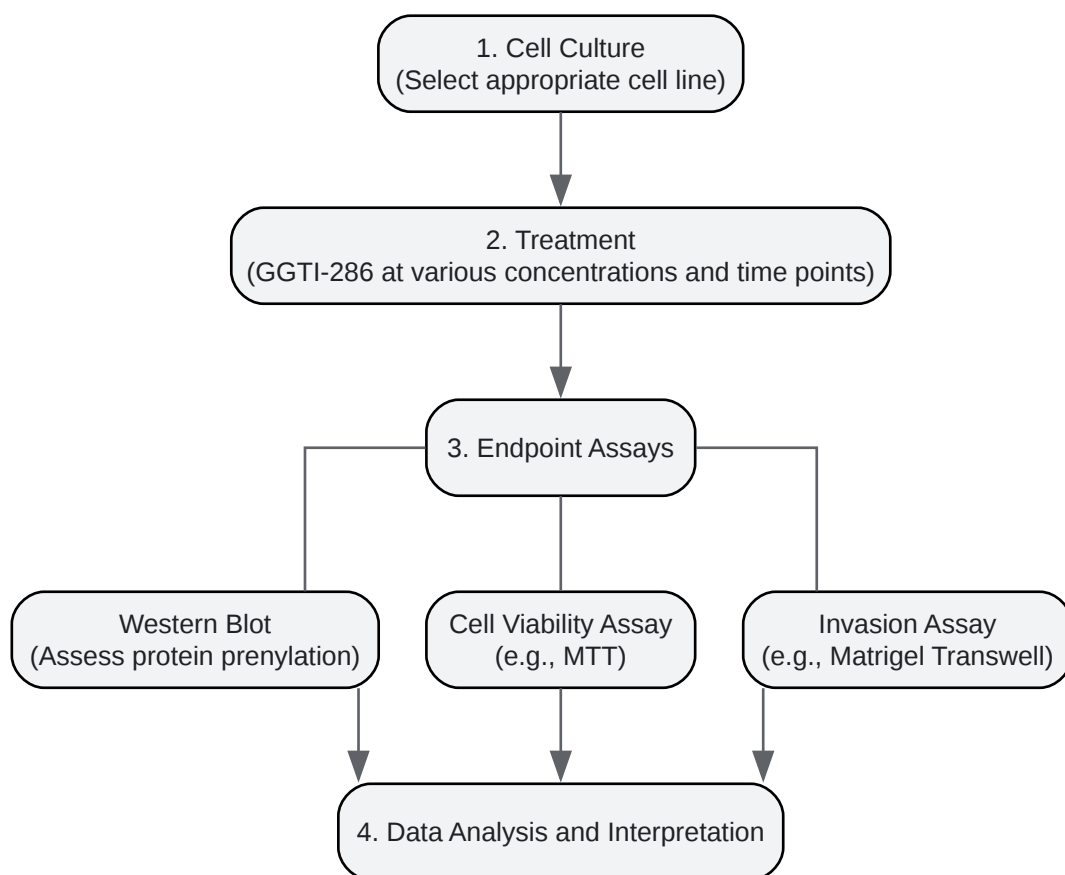 1. Cell Culture
(Select appropriate cell line)
2. Treatment
(GGTI-286 at various concentrations and time points)
3. Endpoint Assays
Western Blot
(Assess protein prenylation)
Cell Viability Assay
(e.g., MTT)
Invasion Assay
(e.g., Matrigel Transwell)
4. Data Analysis and Interpretation